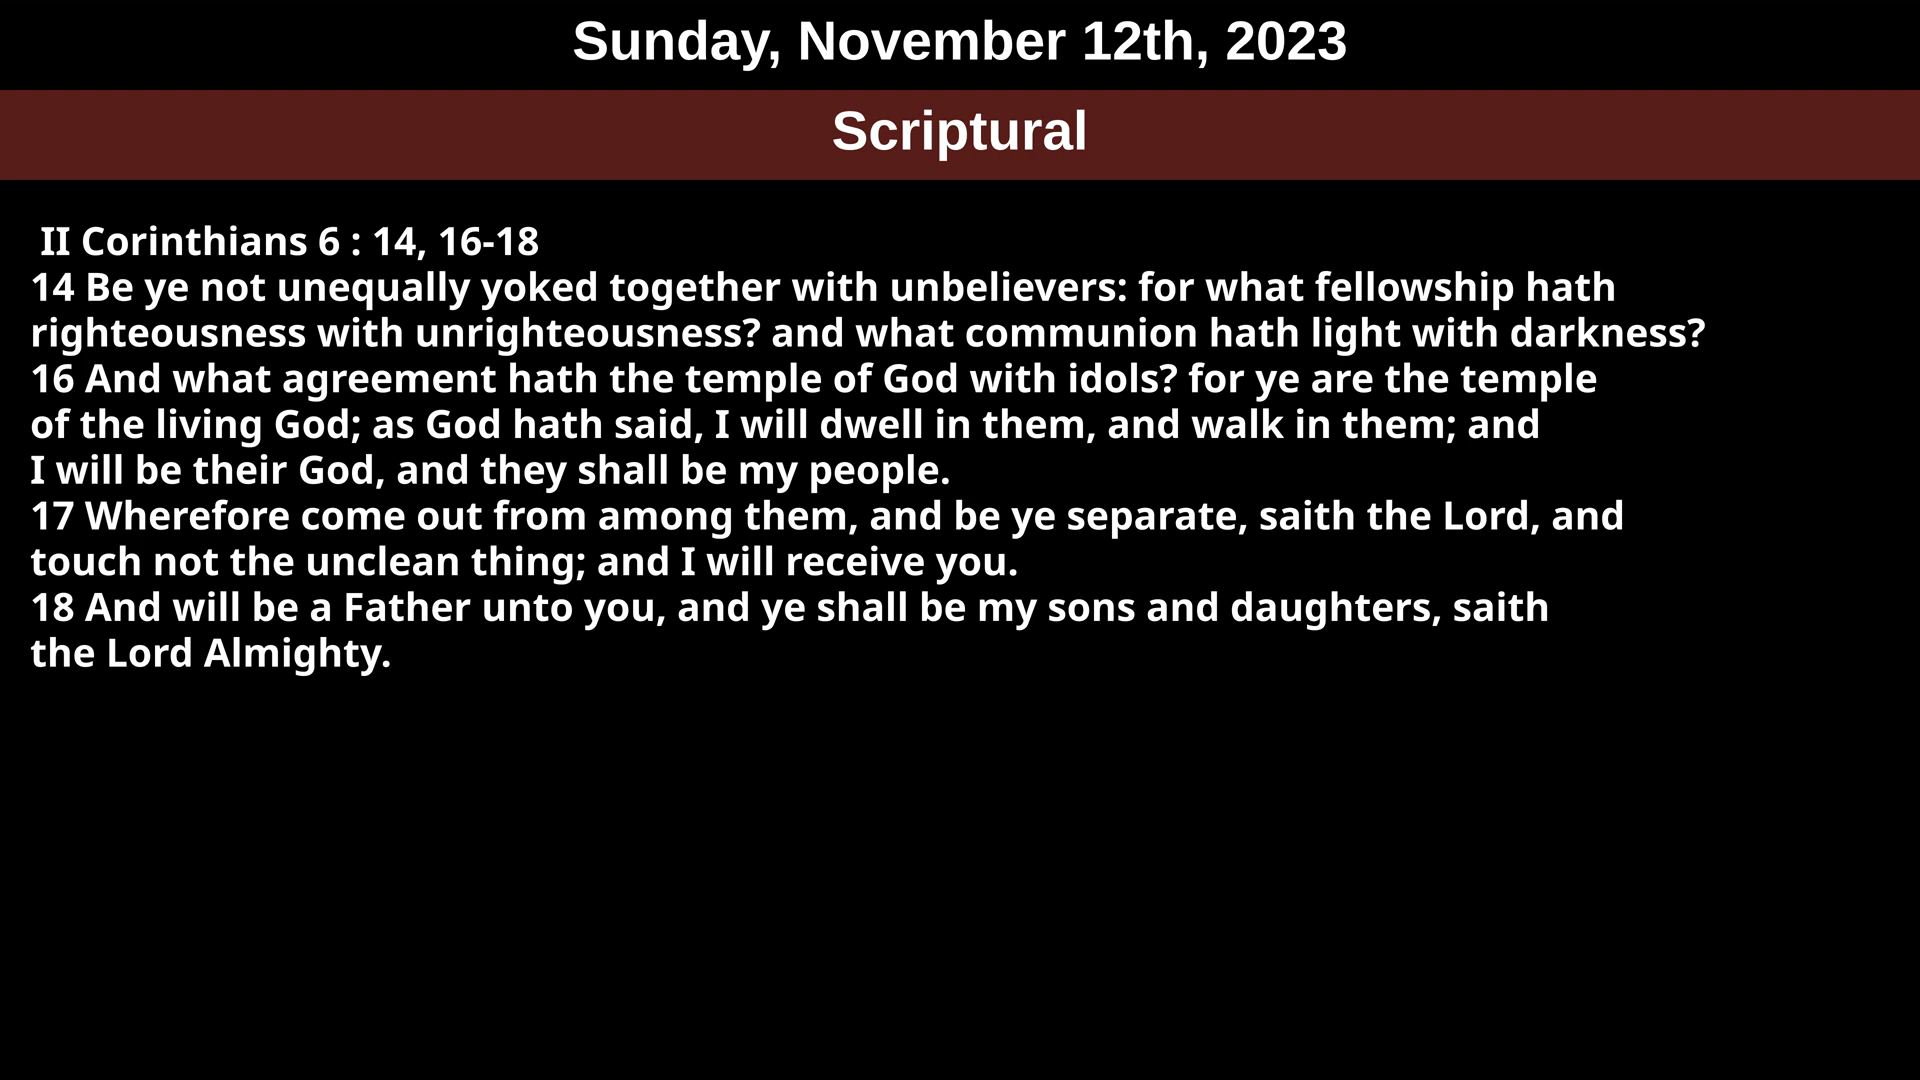 Sunday, November 12th, 2023
Scriptural
II Corinthians 6 : 14, 16-18
14 Be ye not unequally yoked together with unbelievers: for what fellowship hath
righteousness with unrighteousness? and what communion hath light with darkness?
16 And what agreement hath the temple of God with idols? for ye are the temple
of the living God; as God hath said, I will dwell in them, and walk in them; and
I will be their God, and they shall be my people.
17 Wherefore come out from among them, and be ye separate, saith the Lord, and
touch not the unclean thing; and I will receive you.
18 And will be a Father unto you, and ye shall be my sons and daughters, saith
the Lord Almighty.